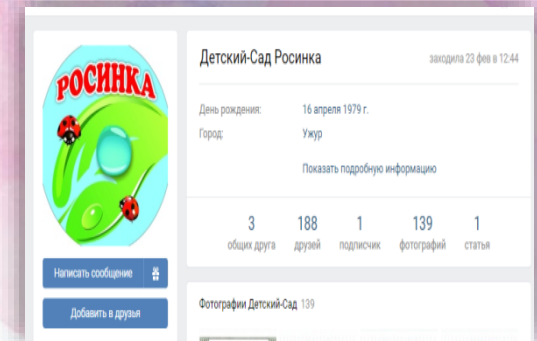 РОСИНКА
Детский-Сад Росинка
заходила 23 фев в 12:44
День рождения: 16 апреля 1979 г.
Город: Ужур
Показать подробную информацию
3 188 1 139 1
общих друга друзей подписчик фотографий статья
Написать сообщение
Добавить в друзья
Фотографии Детский-Сад 139